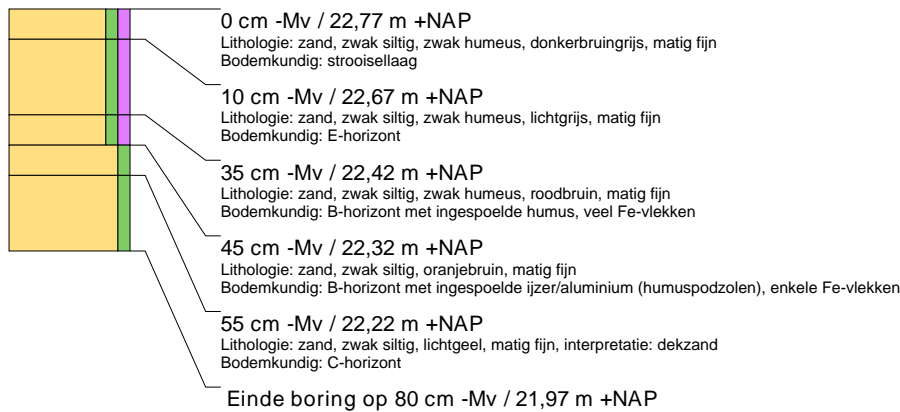 0 cm -Mv / 22,77 m +NAP
Lithologie: zand, zwak siltig, zwak humeus, donkerbruingrijs, matig fijn
Bodemkundig: strooisellaag
10 cm -Mv / 22,67 m +NAP
Lithologie: zand, zwak siltig, zwak humeus, lichtgrijs, matig fijn
Bodemkundig: E-horizont
35 cm -Mv / 22,42 m +NAP
Lithologie: zand, zwak siltig, zwak humeus, roodbruin, matig fijn
Bodemkundig: B-horizont met ingespoelde humus, veel Fe-vlekken
45 cm -Mv / 22,32 m +NAP
Lithologie: zand, zwak siltig, oranjebruin, matig fijn
Bodemkundig: B-horizont met ingespoelde ijzer/aluminium (humuspodzolen), enkele Fe-vlekken
55 cm -Mv / 22,22 m +NAP
Lithologie: zand, zwak siltig, lichtgeel, matig fijn, interpretatie: dekzand
Bodemkundig: C-horizont
Einde boring op 80 cm -Mv / 21,97 m +NAP